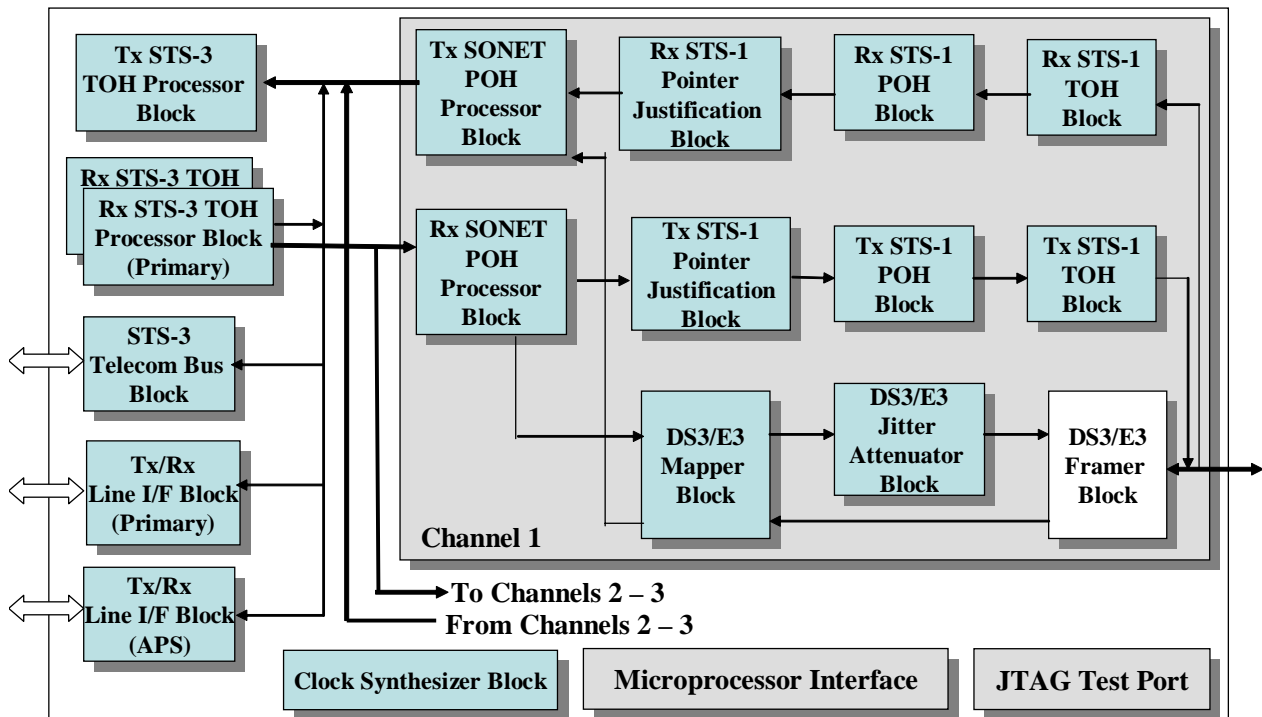 Tx STS-3
TOH Processor
Block
Rx STS-3 TOH
Rx STS-3 TOH
Processor Block
(Primary)
STS-3
Telecom Bus
Block
Tx/Rx
Line I/F Block
(Primary)
Tx/Rx
Line I/F Block
(APS)
Tx SONET
POH
Processor
Block
Rx STS-1
Pointer
Justification
Block
Rx STS-1
POH
Block
Rx STS-1
TOH
Block
Rx SONET
POH
Processor
Block
Tx STS-1
Pointer
Justification
Block
Tx STS-1
POH
Block
Tx STS-1
TOH
Block
DS3/E3
Mapper
Block
DS3/E3
Jitter
Attenuator
Block
DS3/E3
Framer
Block
Channel 1
To Channels 2 – 3
From Channels 2 – 3
Clock Synthesizer Block
Microprocessor Interface
JTAG Test Port